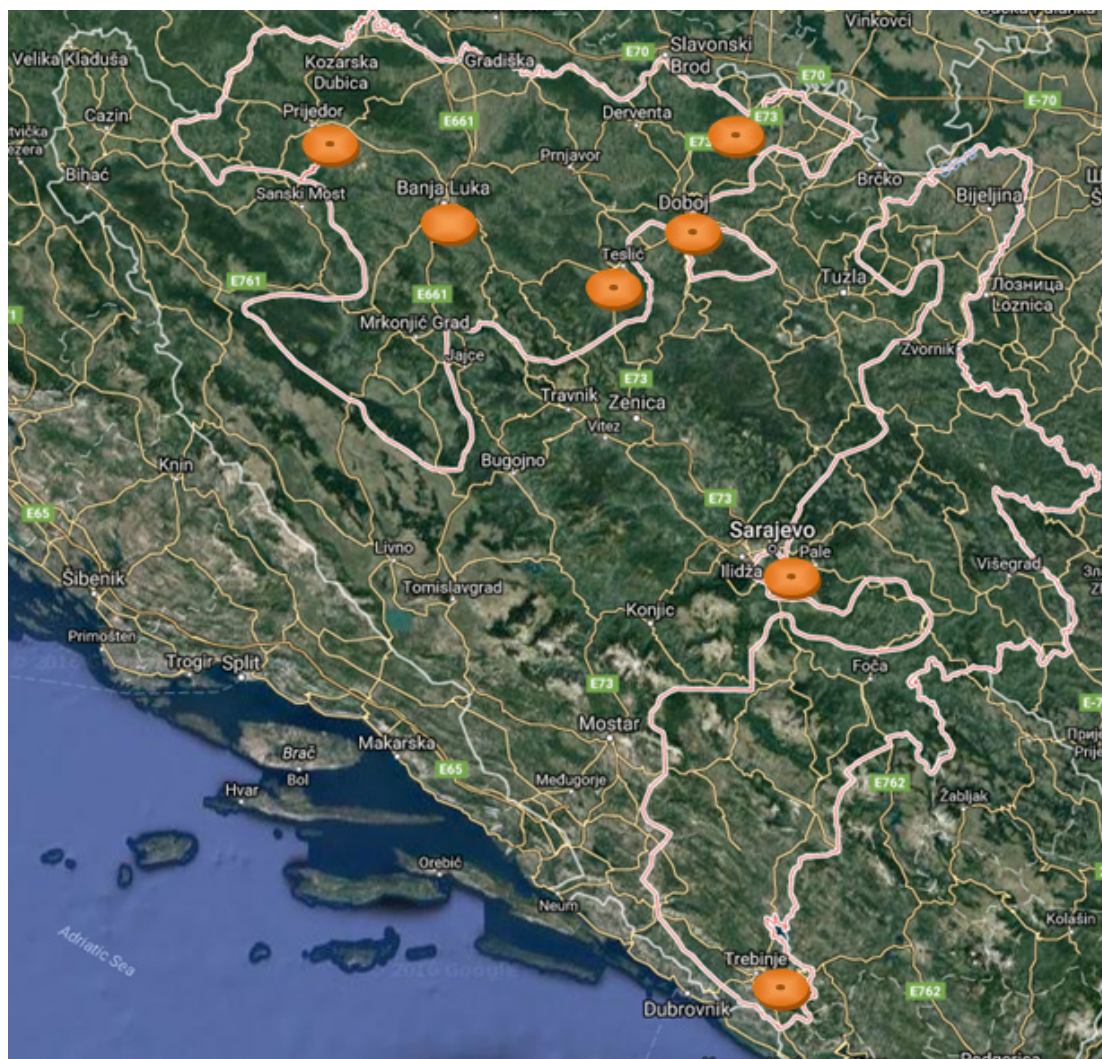 Vinkovci
Velika Kladuša
Kozarska
Dubica
Gradiška
E70
Slavonski
Brod
E70
Cazin
Prijedor
E661
Derventa
E73
E73
E-70
Bihać
Prnjavor
Brčko
Sanski Most
Banja Luka
Doboj
Bijeljina
E761
Teslić
Tuzla
Лозница
Loznica
E661
Mrkonjić Grad
Jajce
Zvornik
E73
Travnik
Zenica
Vitez
Knin
Bugojno
E73
E65
Sarajevo
Livno
Ilidža
Pale
Višegrad
Šibenik
Tomislavgrad
Konjic
Primošten
Trogir
Split
Foča
E73
Mostar
Makarska
Brač
Bol
E65
Međugorje
E762
Hvar
Žabljak
Orebić
Neum
Kolašin
Adriatic Sea
Trebinje
Dubrovnik
E762